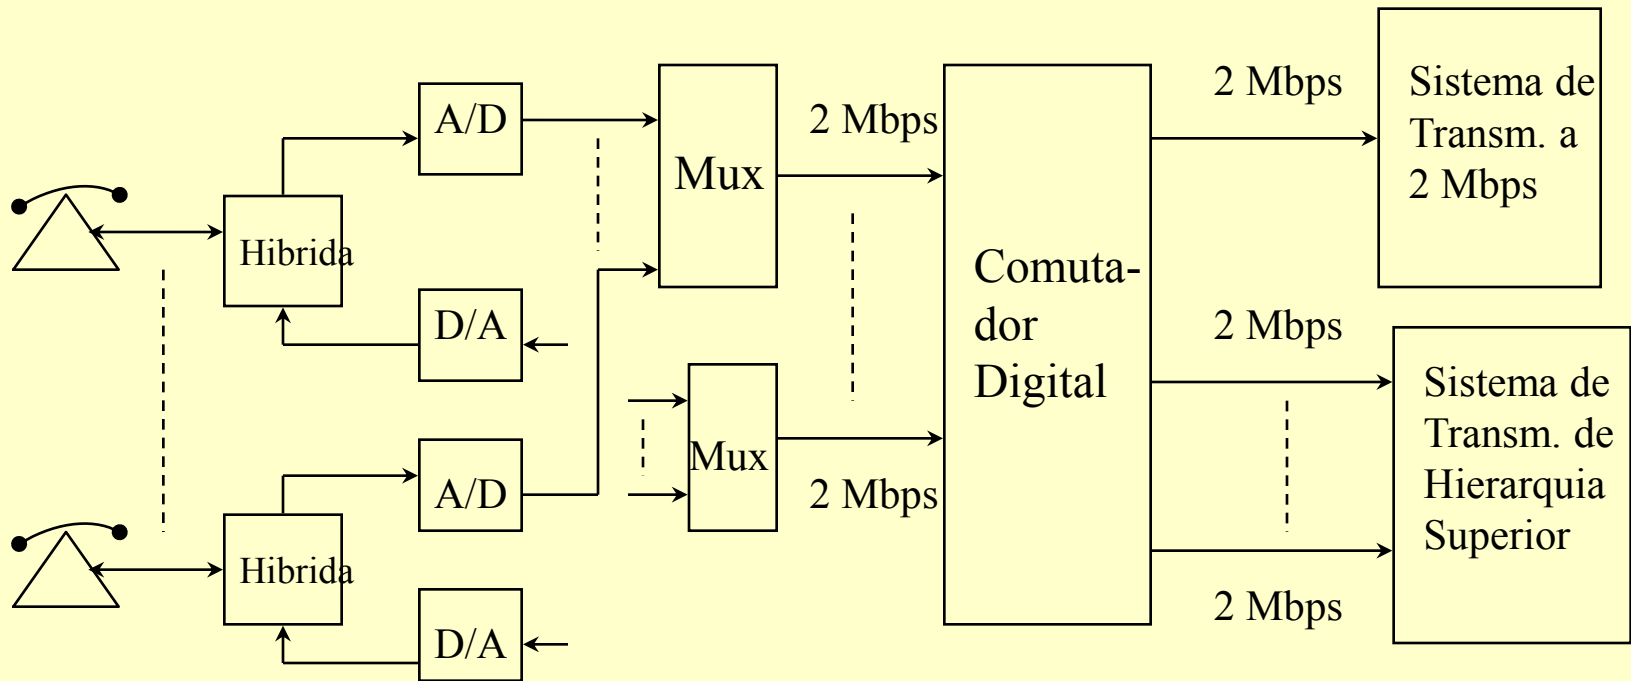 A/D
Hibrida
D/A
Mux
2 Mbps
Mux
2 Mbps
A/D
Hibrida
D/A
Comuta-
dor
Digital
2 Mbps
Sistema de
Transm. a
2 Mbps
2 Mbps
Sistema de
Transm. de
Hierarquia
Superior
2 Mbps